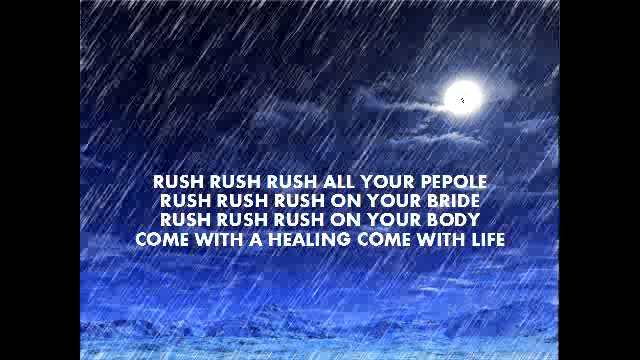 RUSH RUSH RUSH ALL YOUR PEPOLE
RUSH RUSH RUSH ON YOUR BRIDE
RUSH RUSH RUSH ON YOUR BODY
COME WITH A HEALING COME WITH LIFE